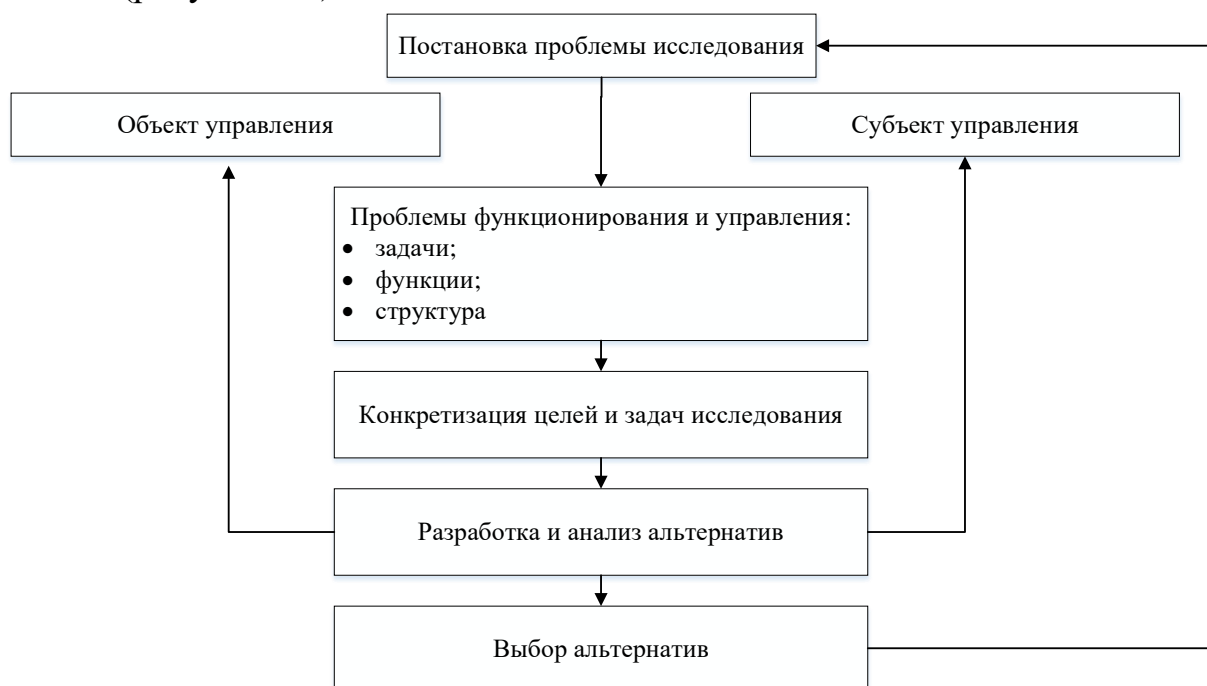 Постановка проблемы исследования
Объект управления
Субъект управления
Проблемы функционирования и управления:
• задачи;
• функции;
• структура
Конкретизация целей и задач исследования
Разработка и анализ альтернатив
Выбор альтернатив